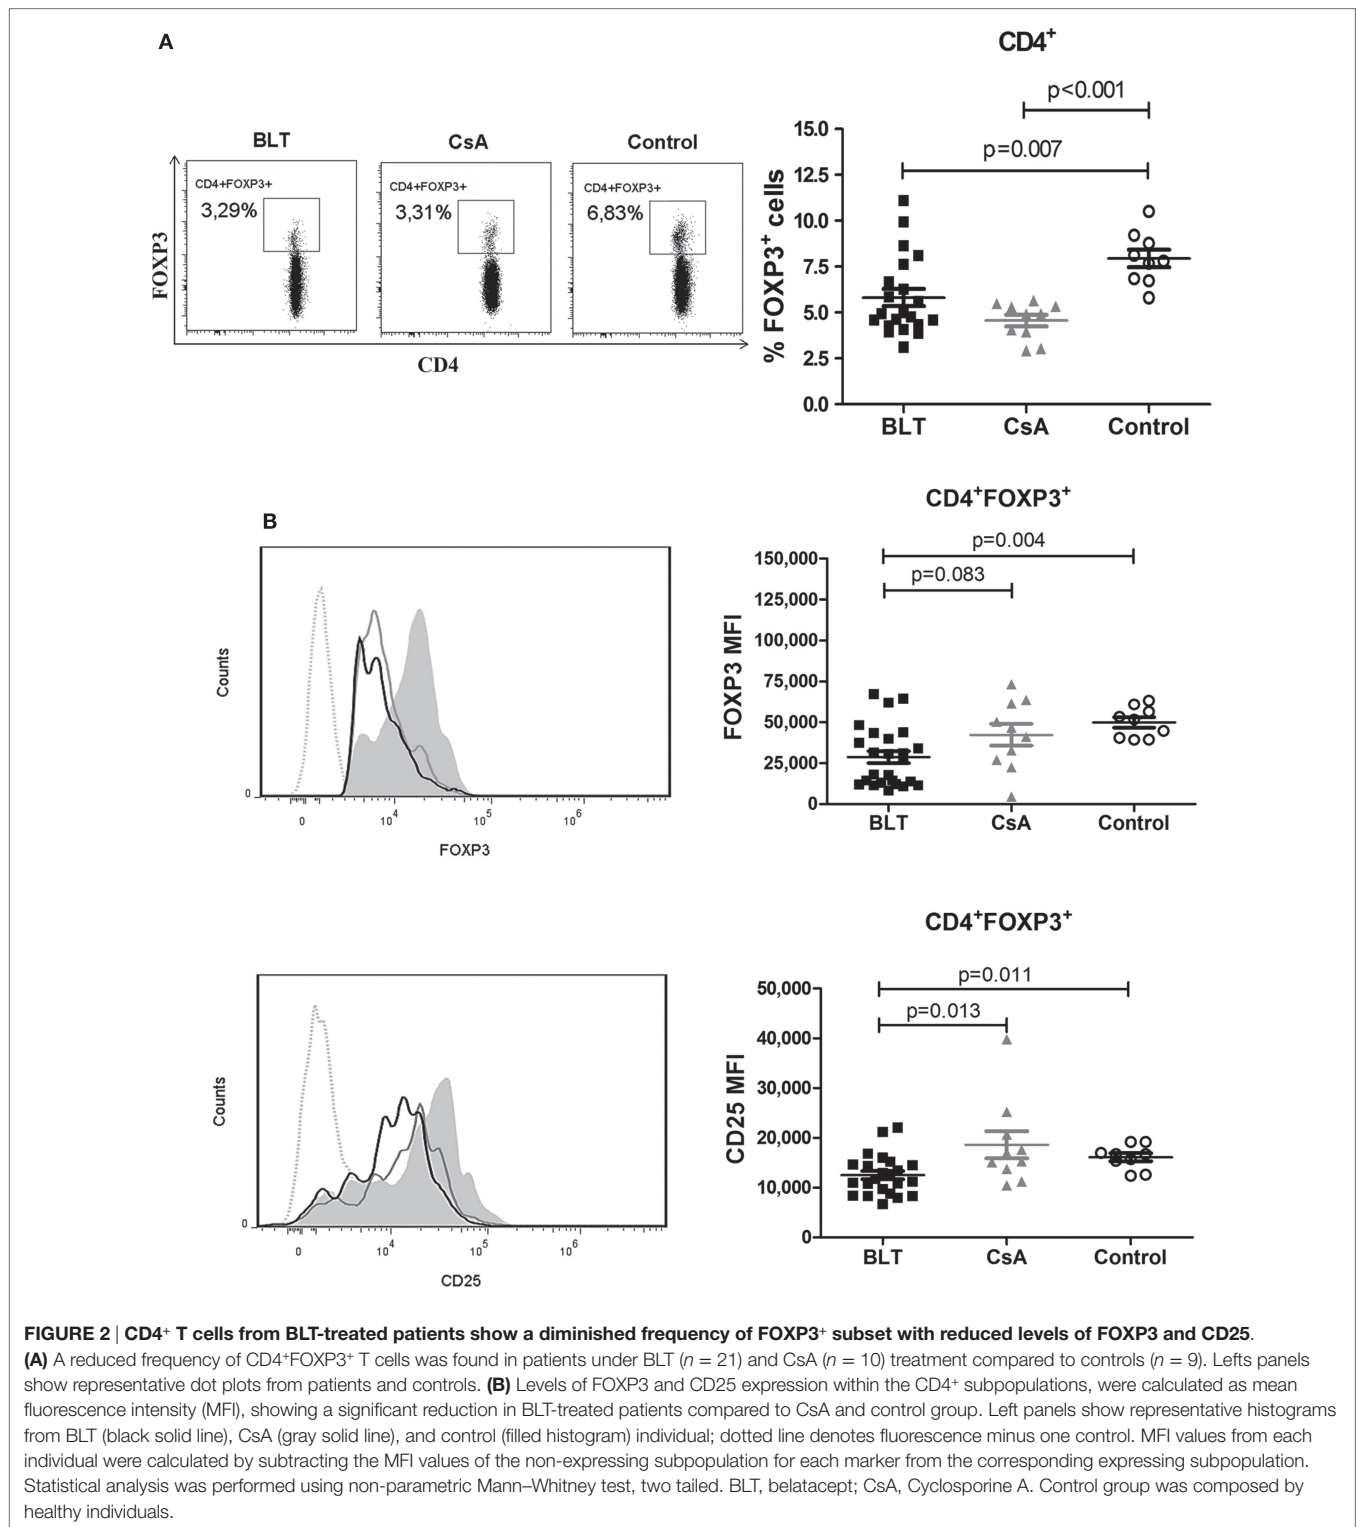 A
BLT
CsA
Control
CD4+FOXP3+
3,29%
CD4+FOXP3+
3,31%
CD4+FOXP3+
6,83%
FOXP3
CD4
CD4⁺
p<0.001
p=0.007
% FOXP3⁺ cells
15.0
12.5
10.0
7.5
5.0
2.5
0.0
BLT
CsA
Control
B
Counts
0
0
10⁴
10⁵
10⁶
FOXP3
CD4⁺FOXP3⁺
p=0.004
p=0.083
FOXP3 MFI
150,000
125,000
100,000
75,000
50,000
25,000
0
BLT
CsA
Control
Counts
0
0
10⁴
10⁵
10⁶
CD25
CD4⁺FOXP3⁺
p=0.011
p=0.013
CD25 MFI
50,000
40,000
30,000
20,000
10,000
0
BLT
CsA
Control
FIGURE 2 | CD4⁺ T cells from BLT-treated patients show a diminished frequency of FOXP3⁺ subset with reduced levels of FOXP3 and CD25.
(A) A reduced frequency of CD4⁺FOXP3⁺ T cells was found in patients under BLT (n = 21) and CsA (n = 10) treatment compared to controls (n = 9). Lefts panels
show representative dot plots from patients and controls. (B) Levels of FOXP3 and CD25 expression within the CD4⁺ subpopulations, were calculated as mean
fluorescence intensity (MFI), showing a significant reduction in BLT-treated patients compared to CsA and control group. Left panels show representative histograms
from BLT (black solid line), CsA (gray solid line), and control (filled histogram) individual; dotted line denotes fluorescence minus one control. MFI values from each
individual were calculated by subtracting the MFI values of the non-expressing subpopulation for each marker from the corresponding expressing subpopulation.
Statistical analysis was performed using non-parametric Mann–Whitney test, two tailed. BLT, belatacept; CsA, Cyclosporine A. Control group was composed by
healthy individuals.